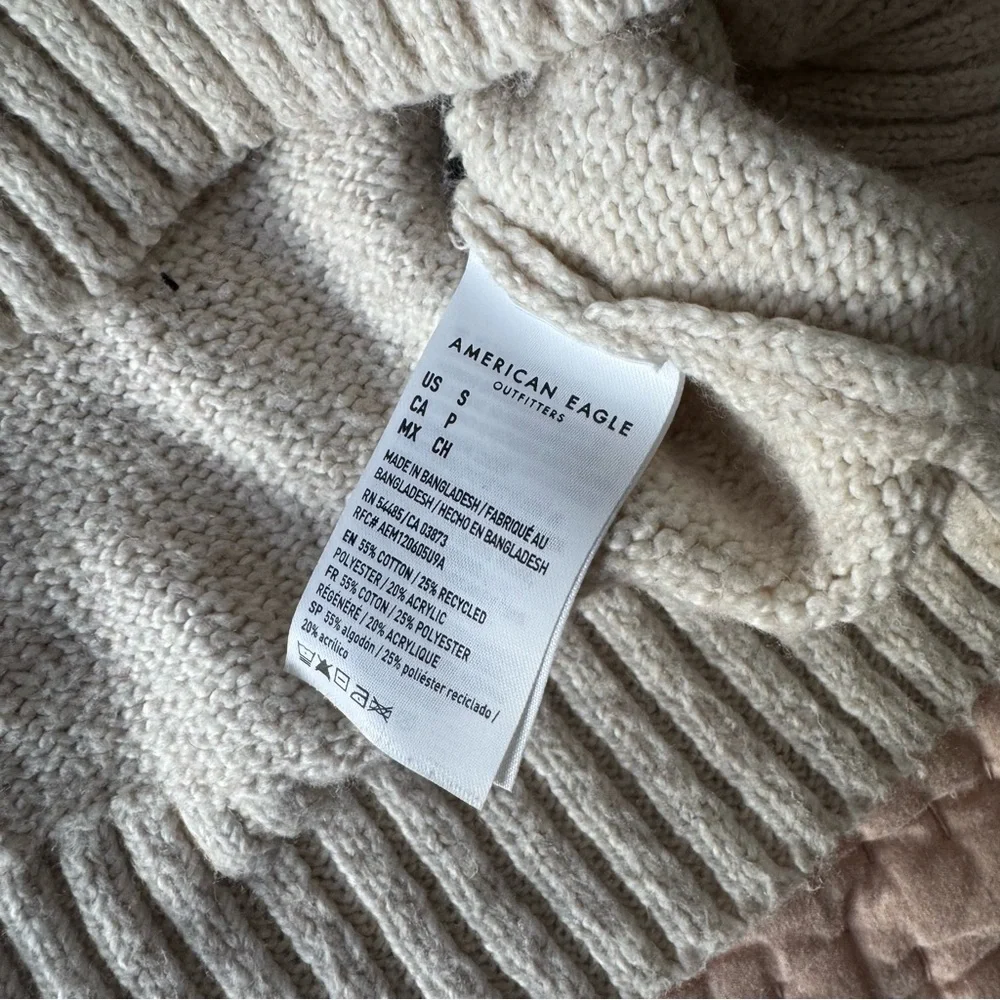 AMERICAN EAGLE
OUTFITTERS
US S
CA P
MX CH
MADE IN BANGLADESH / FABRIQUÉ AU
BANGLADESH / HECHO EN BANGLADESH
RN 54485 / CA 03873
RFC# AEM120605U9A
EN 55% COTTON / 25% RECYCLED
POLYESTER / 20% ACRYLIC
FR 55% COTON / 25% POLYESTER
RÉGÉNÉRÉ / 20% ACRYLIQUE
SP 55% algodón / 25% poliéster reciclado /
20% acrílico